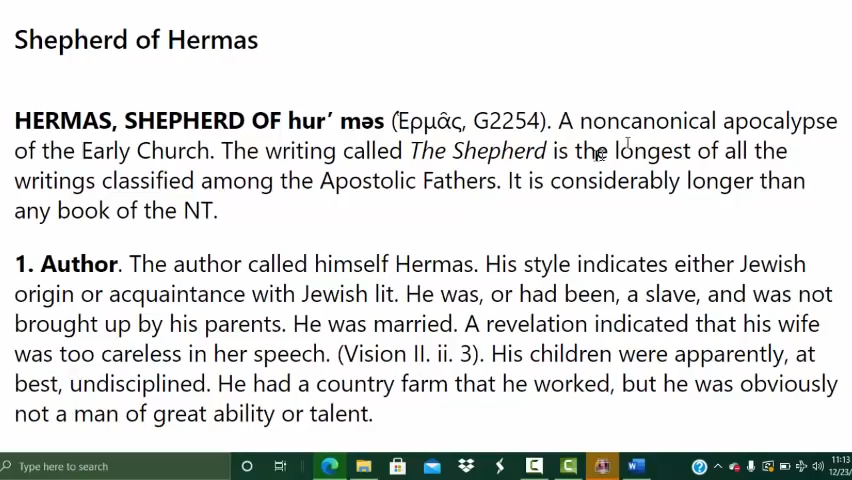 Shepherd of Hermas
HERMAS, SHEPHERD OF hur’ məs (Ἑρμᾶς, G2254). A noncanonical apocalypse
of the Early Church. The writing called The Shepherd is the longest of all the
writings classified among the Apostolic Fathers. It is considerably longer than
any book of the NT.
1. Author. The author called himself Hermas. His style indicates either Jewish
origin or acquaintance with Jewish lit. He was, or had been, a slave, and was not
brought up by his parents. He was married. A revelation indicated that his wife
was too careless in her speech. (Vision II. ii. 3). His children were apparently, at
best, undisciplined. He had a country farm that he worked, but he was obviously
not a man of great ability or talent.
Type here to search
11:13
12/23/